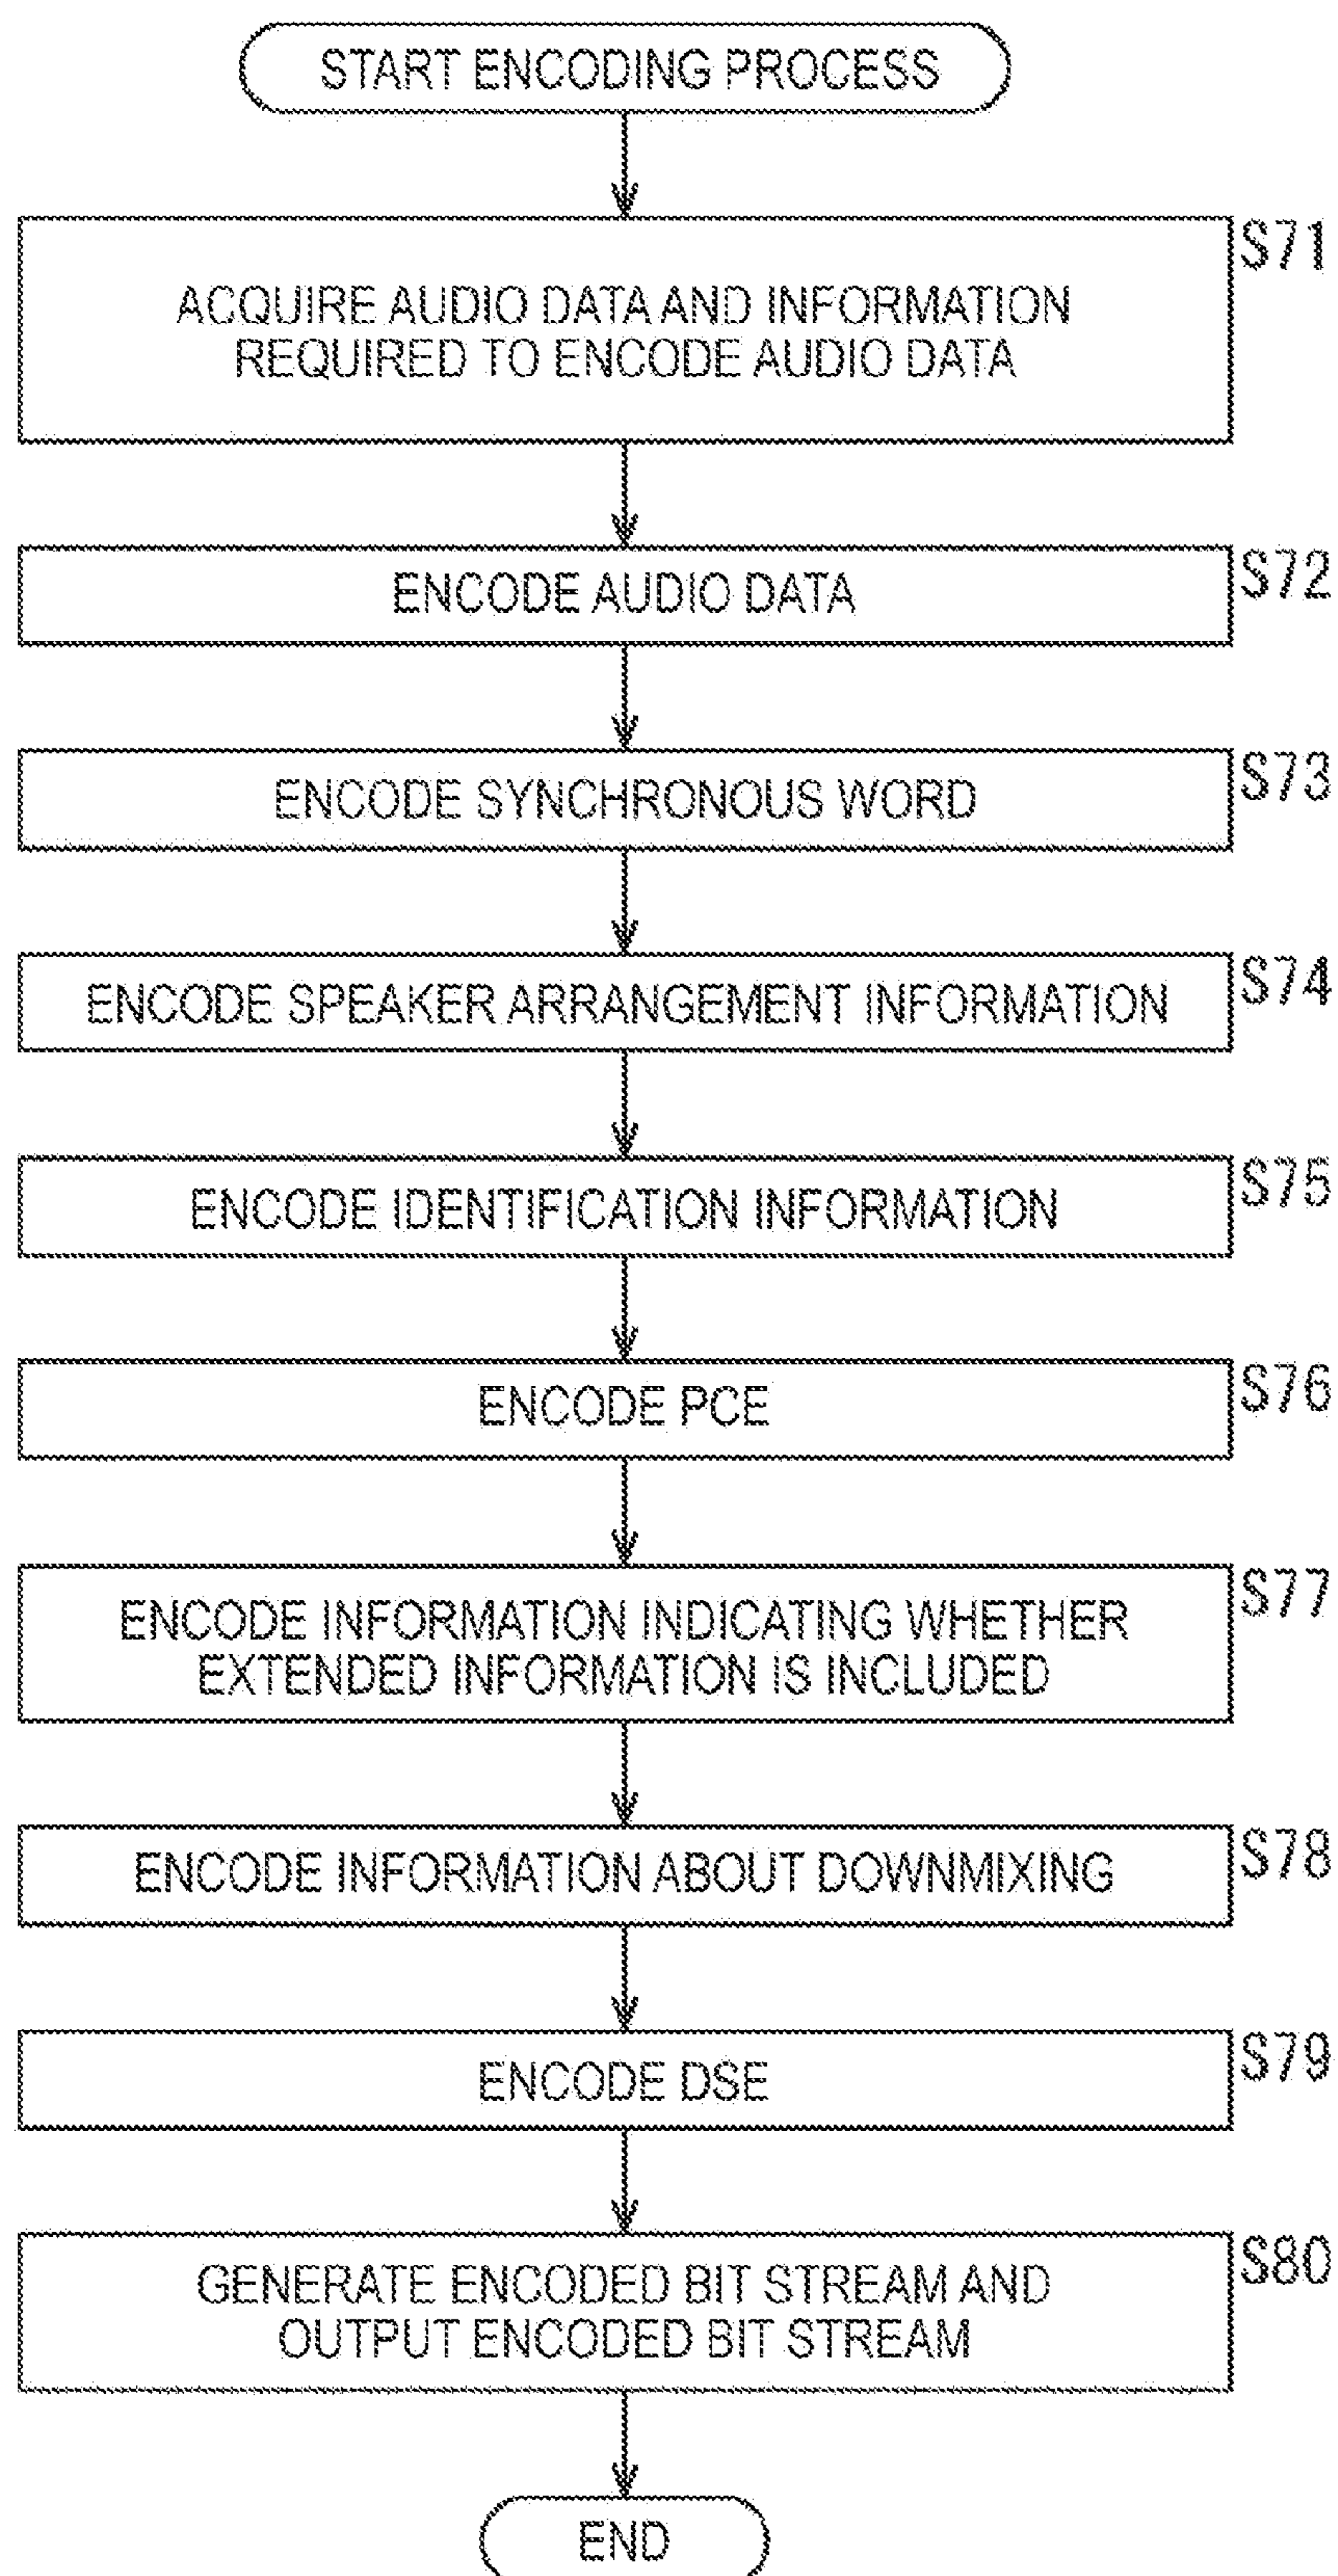 START ENCODING PROCESS
S71
ACQUIRE AUDIO DATA AND INFORMATION
REQUIRED TO ENCODE AUDIO DATA
S72
ENCODE AUDIO DATA
S73
ENCODE SYNCHRONOUS WORD
S74
ENCODE SPEAKER ARRANGEMENT INFORMATION
S75
ENCODE IDENTIFICATION INFORMATION
S76
ENCODE PCE
S77
ENCODE INFORMATION INDICATING WHETHER
EXTENDED INFORMATION IS INCLUDED
S78
ENCODE INFORMATION ABOUT DOWNMIXING
S79
ENCODE DSE
S80
GENERATE ENCODED BIT STREAM AND
OUTPUT ENCODED BIT STREAM
END